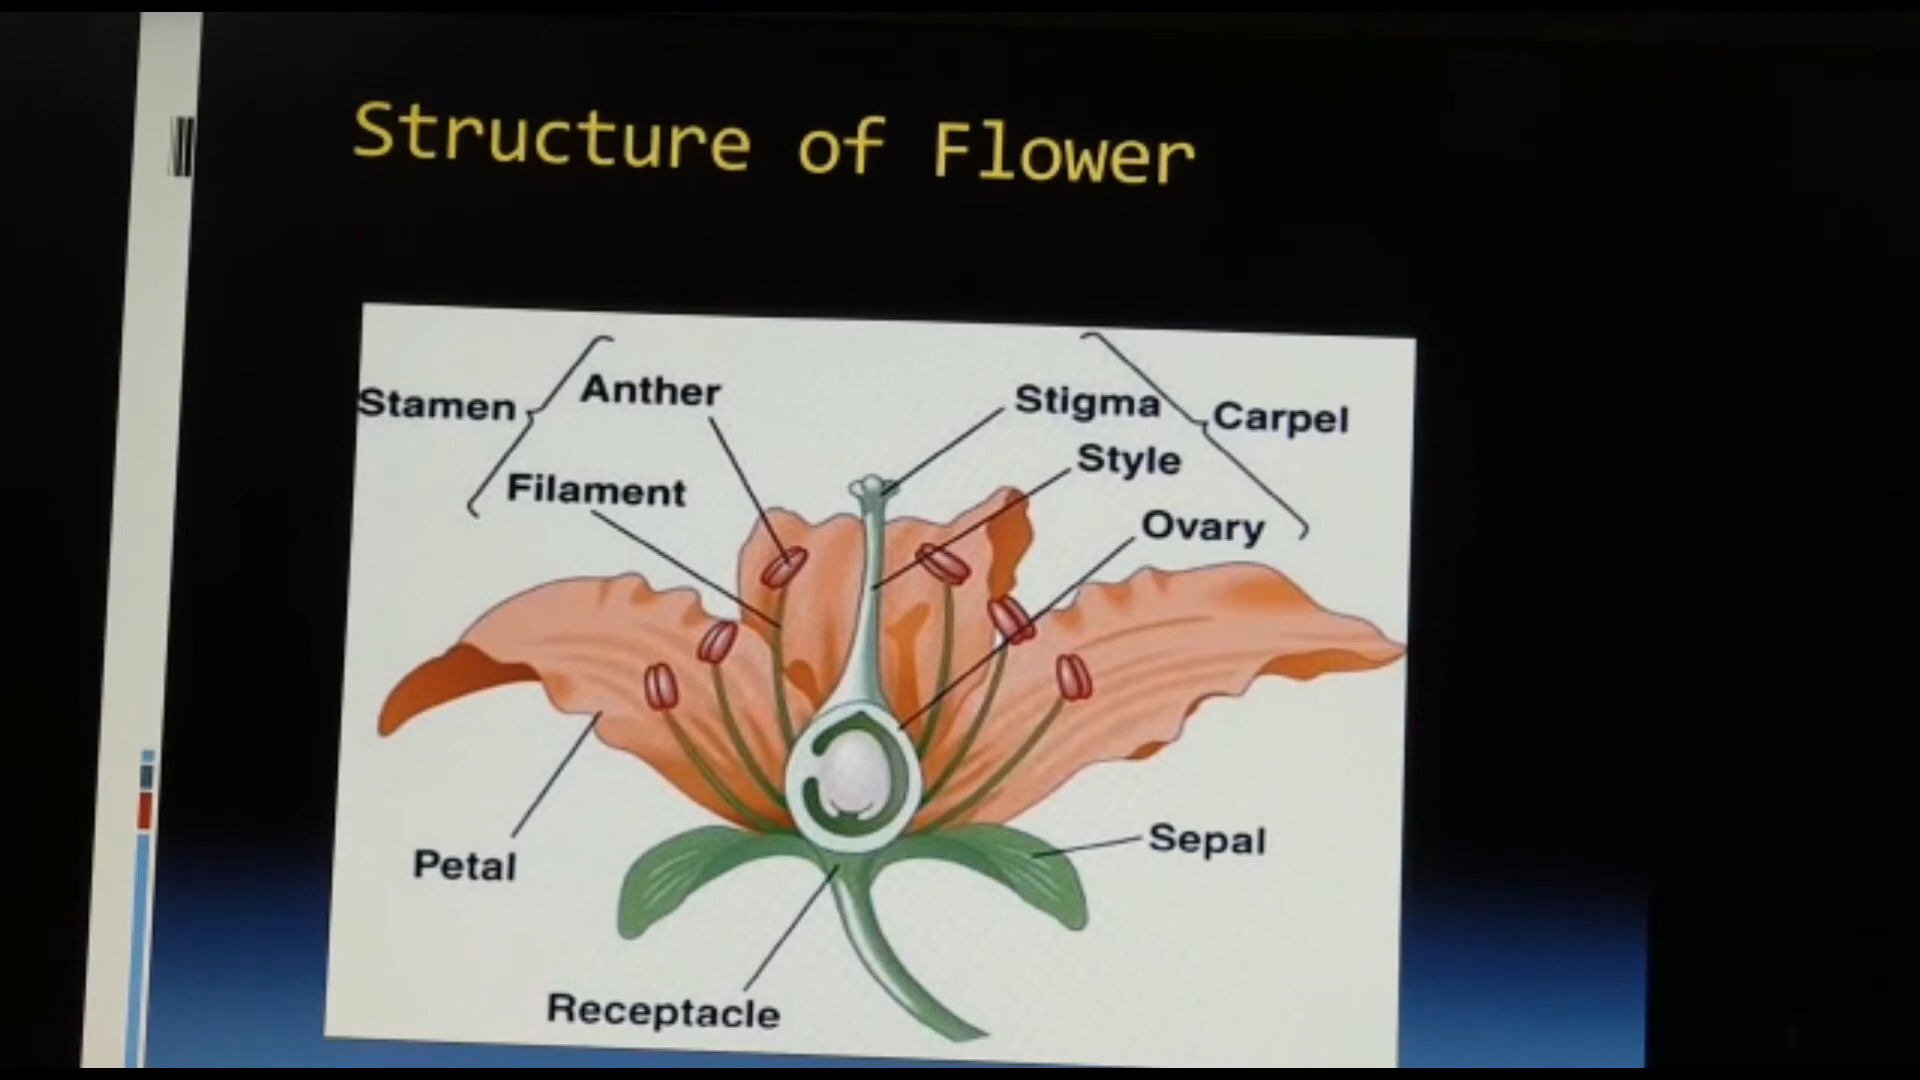 Structure of Flower
Stamen
Anther
Filament
Stigma
Carpel
Style
Ovary
Petal
Sepal
Receptacle